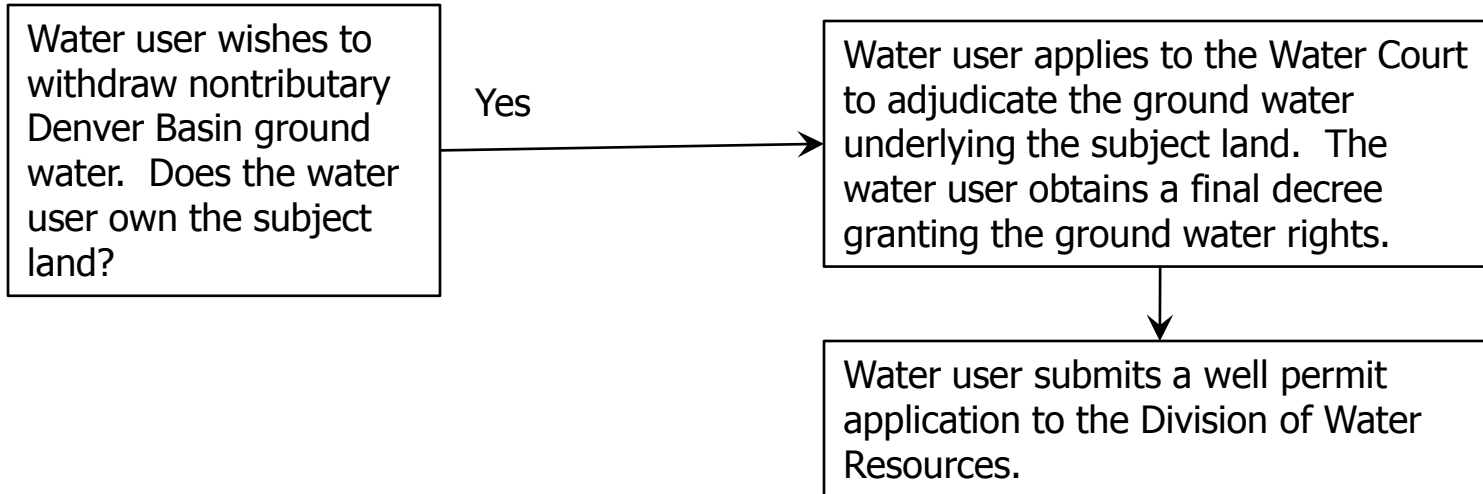 Water user wishes to
withdraw nontributary
Denver Basin ground
water.  Does the water
user own the subject
land?
Yes
Water user applies to the Water Court
to adjudicate the ground water
underlying the subject land.  The
water user obtains a final decree
granting the ground water rights.
Water user submits a well permit
application to the Division of Water
Resources.